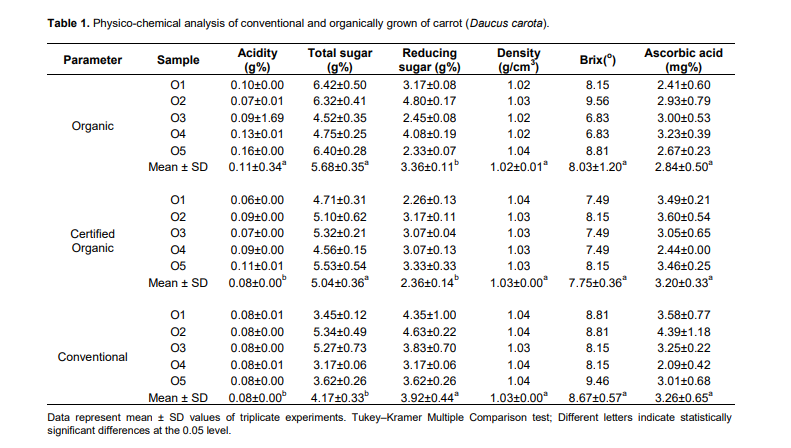 Table 1. Physico-chemical analysis of conventional and organically grown of carrot (Daucus carota).
Parameter Sample Acidity (g%) Total sugar (g%) Reducing sugar (g%) Density (g/cm³) Brix(°) Ascorbic acid (mg%)
Organic
O1 0.10±0.00 6.42±0.50 3.17±0.08 1.02 8.15 2.41±0.60
O2 0.07±0.01 6.32±0.41 4.80±0.17 1.03 9.56 2.93±0.79
O3 0.09±1.69 4.52±0.35 2.45±0.08 1.02 6.83 3.00±0.53
O4 0.13±0.01 4.75±0.25 4.08±0.19 1.02 6.83 3.23±0.39
O5 0.16±0.00 6.40±0.28 2.33±0.07 1.04 8.81 2.67±0.23
Mean ± SD 0.11±0.34ᵃ 5.68±0.35ᵃ 3.36±0.11ᵇ 1.02±0.01ᵃ 8.03±1.20ᵃ 2.84±0.50ᵃ
Certified Organic
O1 0.06±0.00 4.71±0.31 2.26±0.13 1.04 7.49 3.49±0.21
O2 0.09±0.00 5.10±0.62 3.17±0.11 1.03 8.15 3.60±0.54
O3 0.07±0.00 5.32±0.21 3.07±0.04 1.03 7.49 3.05±0.65
O4 0.09±0.00 4.56±0.15 3.07±0.13 1.03 7.49 2.44±0.00
O5 0.11±0.01 5.53±0.54 3.33±0.33 1.03 8.15 3.46±0.25
Mean ± SD 0.08±0.00ᵇ 5.04±0.36ᵃ 2.36±0.14ᵇ 1.03±0.00ᵃ 7.75±0.36ᵃ 3.20±0.33ᵃ
Conventional
O1 0.08±0.01 3.45±0.12 4.35±1.00 1.04 8.81 3.58±0.77
O2 0.08±0.00 5.34±0.49 4.63±0.22 1.04 8.81 4.39±1.18
O3 0.08±0.00 5.27±0.73 3.83±0.70 1.03 8.15 3.25±0.22
O4 0.08±0.01 3.17±0.06 3.17±0.06 1.04 8.15 2.09±0.42
O5 0.08±0.00 3.62±0.26 3.62±0.26 1.04 9.46 3.01±0.68
Mean ± SD 0.08±0.00ᵇ 4.17±0.33ᵇ 3.92±0.44ᵃ 1.03±0.00ᵃ 8.67±0.57ᵃ 3.26±0.65ᵃ
Data represent mean ± SD values of triplicate experiments. Tukey–Kramer Multiple Comparison test; Different letters indicate statistically
significant differences at the 0.05 level.